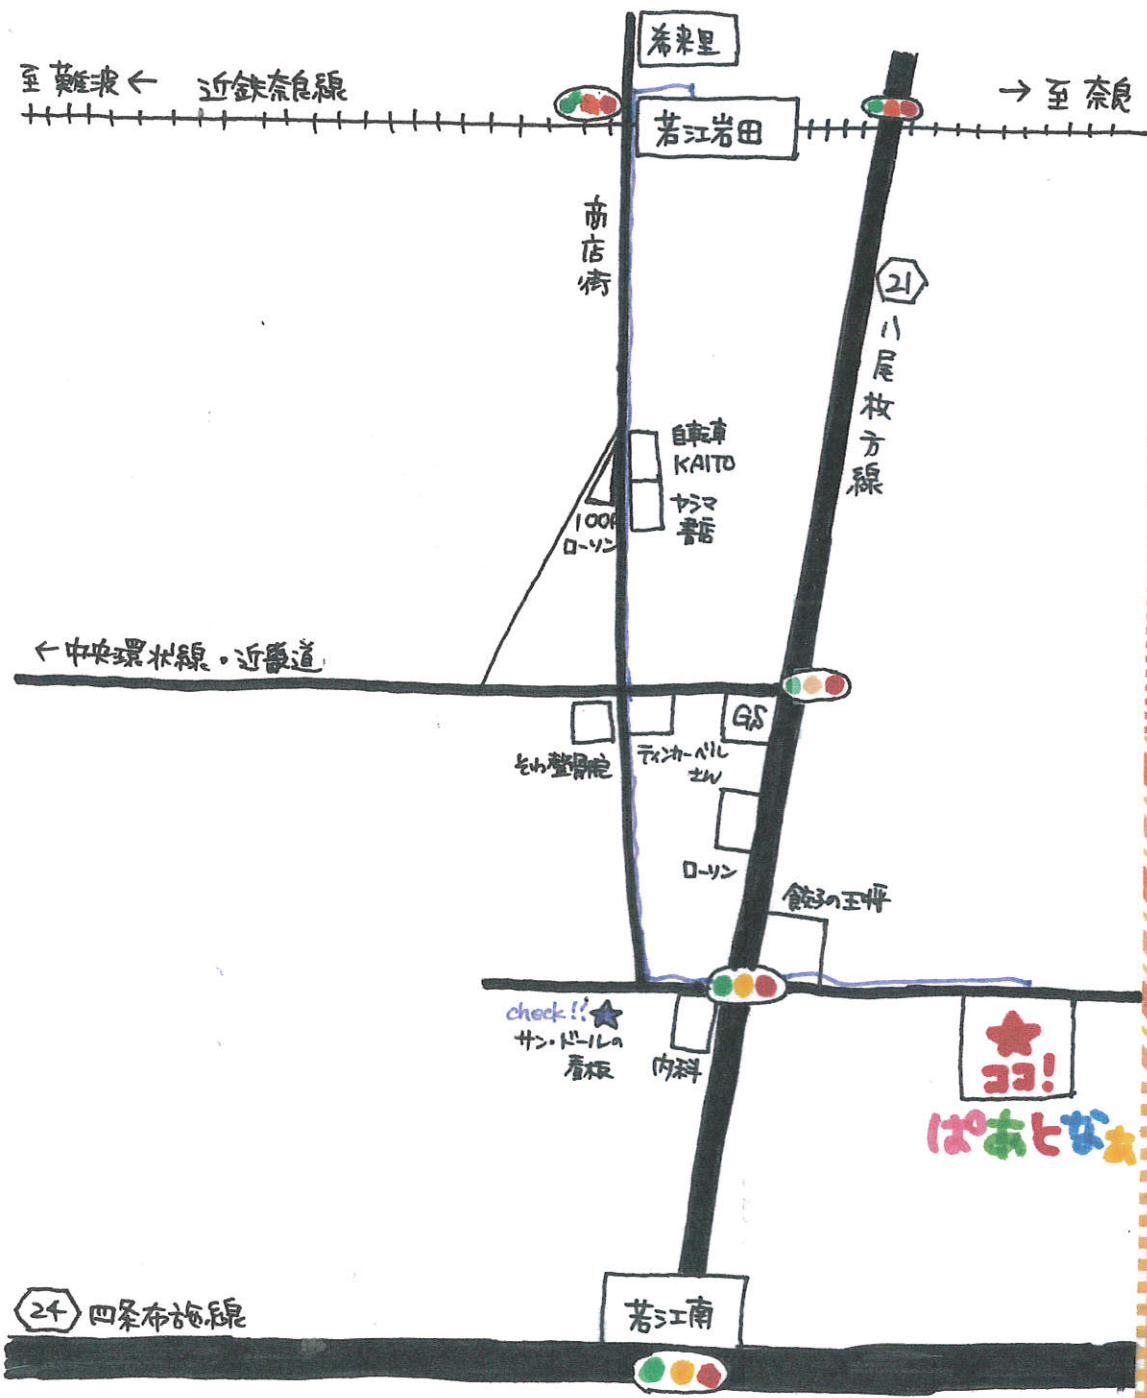 希来里
至 難波 ←
近鉄奈良線
→ 至 奈良
若江岩田
商店街
21
八尾枚方線
自転車
KAITO
ヤシマ
書店
100円
ローソン
← 中央環状線・近畿道
GS
そわ整骨院
ティンカーベル
さん
ローソン
餃子の王将
check!! ★
サン・ドールの
看板
内科
★
ココ!
ぱあとなぁ
24 四条布施線
若江南